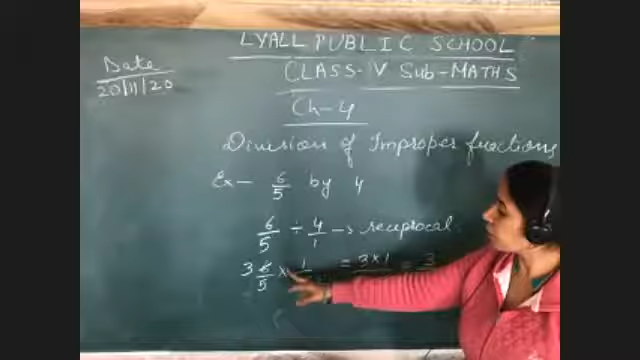 LYALL PUBLIC SCHOOL
Date
20/11/20
CLASS-V Sub-MATHS
Ch-4
Division of Improper fractions
Ex- 6/5 by 4
6/5 ÷ 4/1 → reciprocal
3 6/5 × 1 = 3×1 = 3